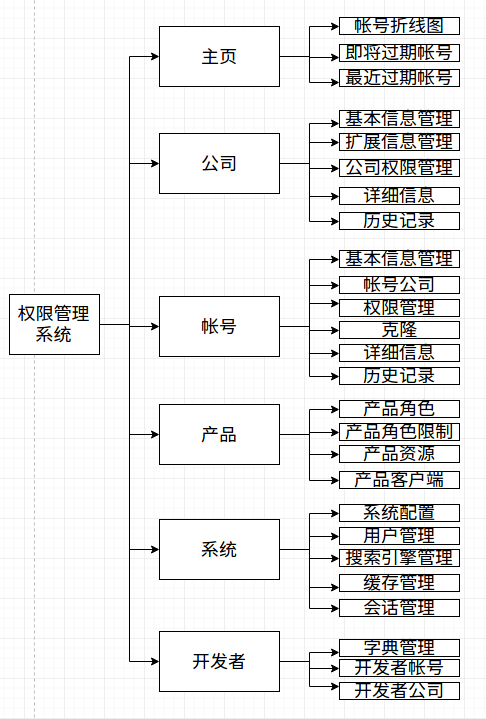 权限管理
系统
主页
帐号折线图
即将过期帐号
最近过期帐号
公司
基本信息管理
扩展信息管理
公司权限管理
详细信息
历史记录
帐号
基本信息管理
帐号公司
权限管理
克隆
详细信息
历史记录
产品
产品角色
产品角色限制
产品资源
产品客户端
系统
系统配置
用户管理
搜索引擎管理
缓存管理
会话管理
开发者
字典管理
开发者帐号
开发者公司